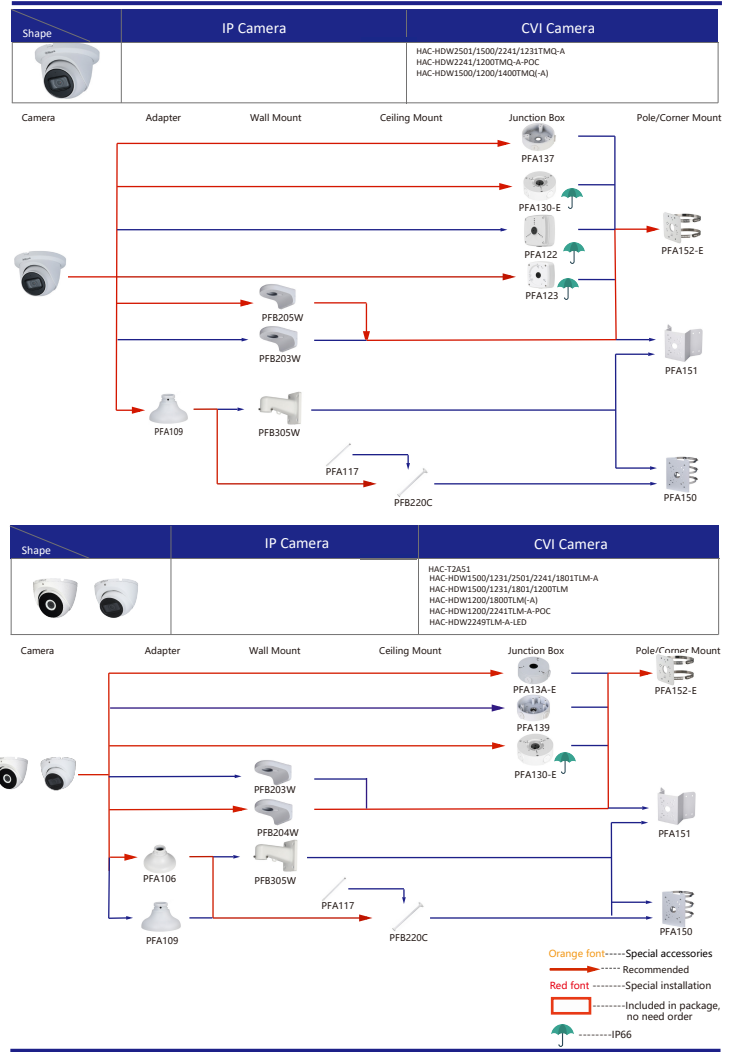 Shape
IP Camera
CVI Camera
HAC-HDW2501/1500/2241/1231TMQ-A
HAC-HDW2241/1200TMQ-A-POC
HAC-HDW1500/1200/1400TMQ(-A)
Camera
Adapter
Wall Mount
Ceiling Mount
Junction Box
Pole/Corner Mount
PFA137
PFA130-E
PFA122
PFA152-E
PFA123
PFB205W
PFB203W
PFA151
PFA109
PFB305W
PFA117
PFB220C
PFA150
Shape
IP Camera
CVI Camera
HAC-T2A51
HAC-HDW1500/1231/2501/2241/1801TLM-A
HAC-HDW1500/1231/1801/1200TLM
HAC-HDW1200/1800TLM(-A)
HAC-HDW1200/2241TLM-A-POC
HAC-HDW2249TLM-A-LED
Camera
Adapter
Wall Mount
Ceiling Mount
Junction Box
Pole/Corner Mount
PFA13A-E
PFA152-E
PFA139
PFA130-E
PFB203W
PFB204W
PFA151
PFA106
PFB305W
PFA117
PFA109
PFB220C
PFA150
Orange font-----Special accessories
----- Recommended
Red font -------Special installation
--------Included in package,
no need order
-------IP66